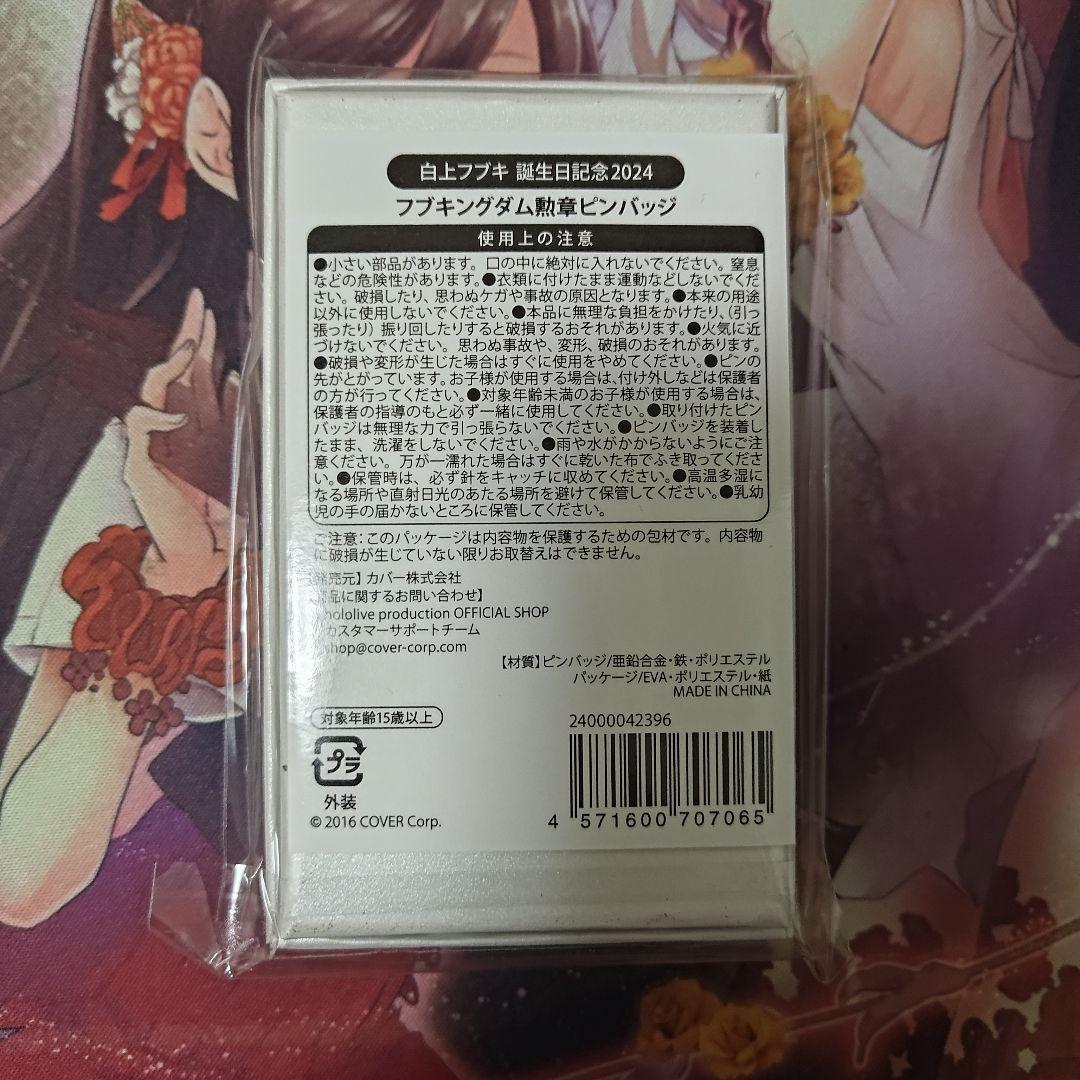 白上フブキ 誕生日記念2024
フブキングダム勲章ピンバッジ
使用上の注意
●小さい部品があります。口の中に絶対に入れないでください。窒息
などの危険性があります。●衣類に付けたまま運動などしないでくだ
さい。破損したり、思わぬケガや事故の原因となります。●本来の用途
以外に使用しないでください。●本品に無理な負担をかけたり、（引っ
張ったり）振り回したりすると破損するおそれがあります。●火気に近
づけないでください。思わぬ事故や、変形、破損のおそれがあります。
●破損や変形が生じた場合はすぐに使用をやめてください。●ピンの
先がとがっています。お子様が使用する場合は、付け外しなどは保護者
の方が行ってください。●対象年齢未満のお子様が使用する場合は、
保護者の指導のもと必ず一緒に使用してください。●取り付けたピン
バッジは無理な力で引っ張らないでください。●ピンバッジを装着し
たまま、洗濯をしないでください。●雨や水がかからないようにご注
意ください。万が一濡れた場合はすぐに乾いた布でふき取ってくださ
い。●保管時は、必ず針をキャッチに収めてください。●高温多湿に
なる場所や直射日光のあたる場所を避けて保管してください。●乳幼
児の手の届かないところに保管してください。
ご注意：このパッケージは内容物を保護するための包材です。内容物
に破損が生じていない限りお取替えはできません。
【発売元】カバー株式会社
品に関するお問い合わせ】
hololive production OFFICIAL SHOP
カスタマーサポートチーム
shop@cover-corp.com
【材質】ピンバッジ/亜鉛合金・鉄・ポリエステル
パッケージ/EVA・ポリエステル・紙
MADE IN CHINA
対象年齢15歳以上
24000042396
プラ
外装
© 2016 COVER Corp.
4 571600 707065